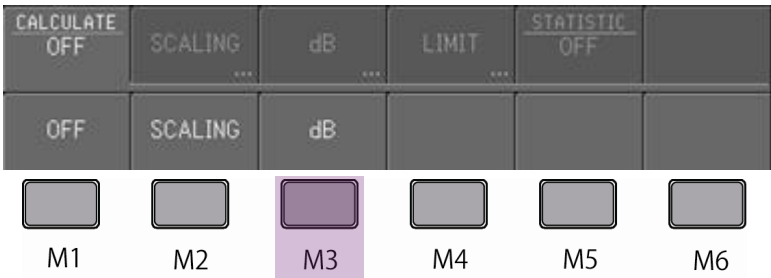 CALCULATE SCALING dB LIMIT STATISTIC
OFF ... ... ... OFF
OFF SCALING dB
M1 M2 M3 M4 M5 M6